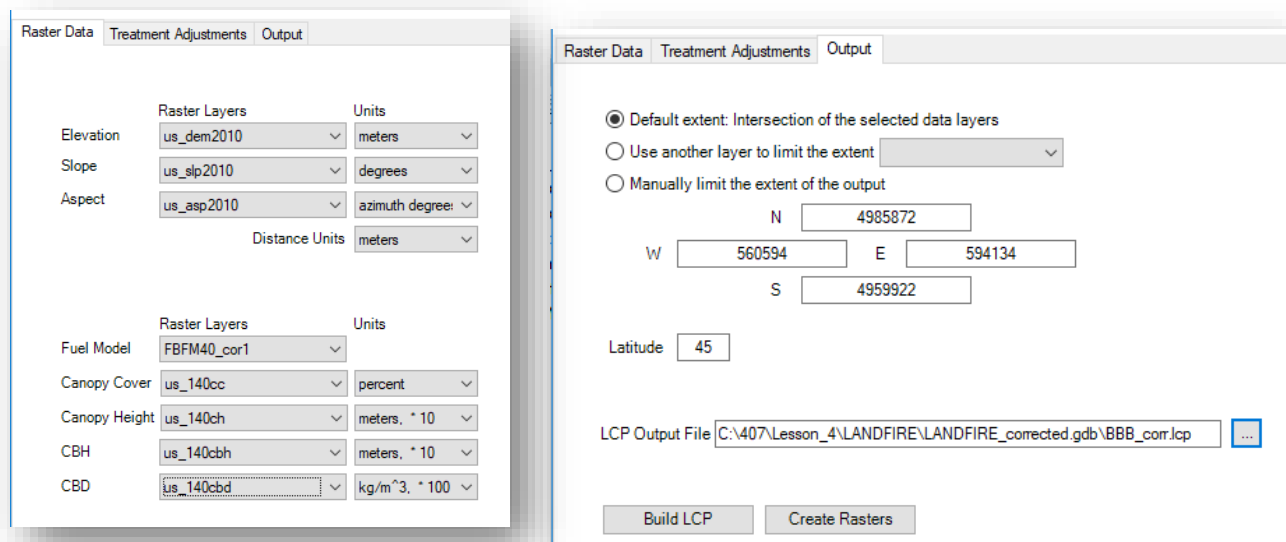 Raster Data Treatment Adjustments Output
Raster Layers Units
Elevation us_dem2010 meters
Slope us_slp2010 degrees
Aspect us_asp2010 azimuth degree
Distance Units meters
Raster Layers Units
Fuel Model FBFM40_cor1
Canopy Cover us_140cc percent
Canopy Height us_140ch meters, * 10
CBH us_140cbh meters, * 10
CBD us_140cbd kg/m^3, * 100
Raster Data Treatment Adjustments Output
Default extent: Intersection of the selected data layers
Use another layer to limit the extent
Manually limit the extent of the output
N 4985872
W 560594 E 594134
S 4959922
Latitude 45
LCP Output File C:\407\Lesson_4\LANDFIRE\LANDFIRE_corrected.gdb\BBB_corr.lcp ...
Build LCP Create Rasters